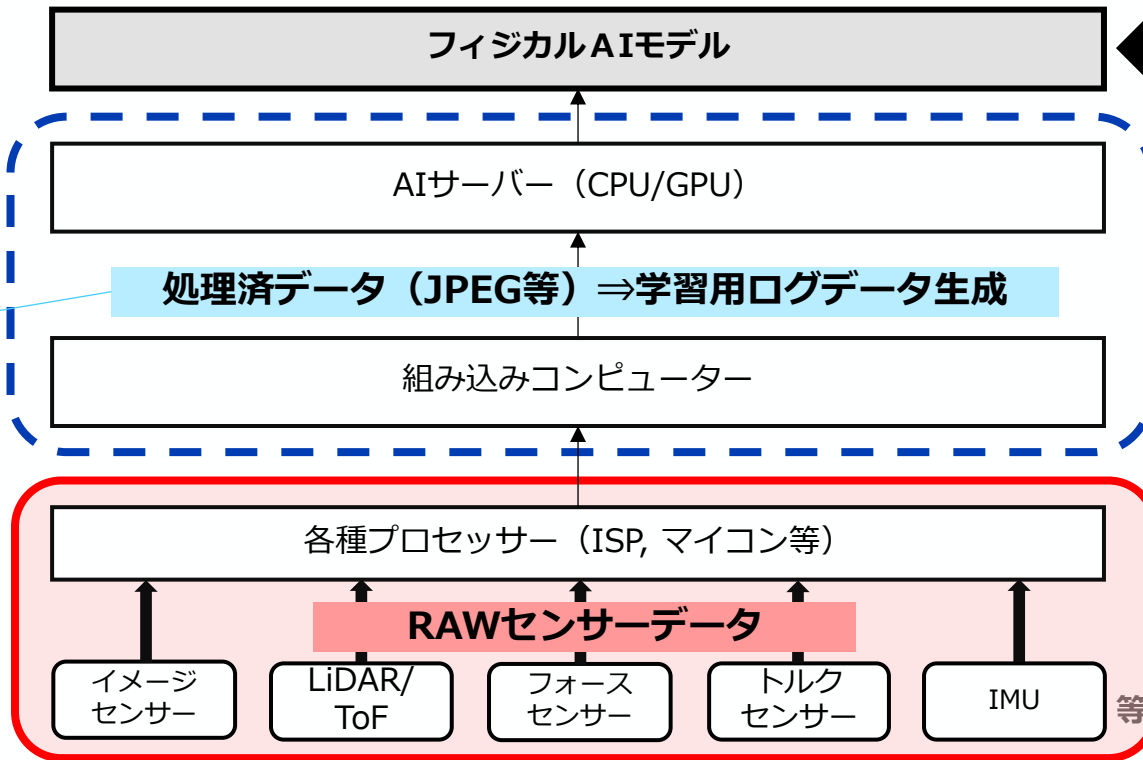 フィジカルAIモデル
AIサーバー（CPU/GPU）
処理済データ（JPEG等）⇒学習用ログデータ生成
組み込みコンピューター
各種プロセッサー（ISP, マイコン等）
RAWセンサーデータ
イメージ
センサー
LiDAR/
ToF
フォース
センサー
トルク
センサー
IMU
等